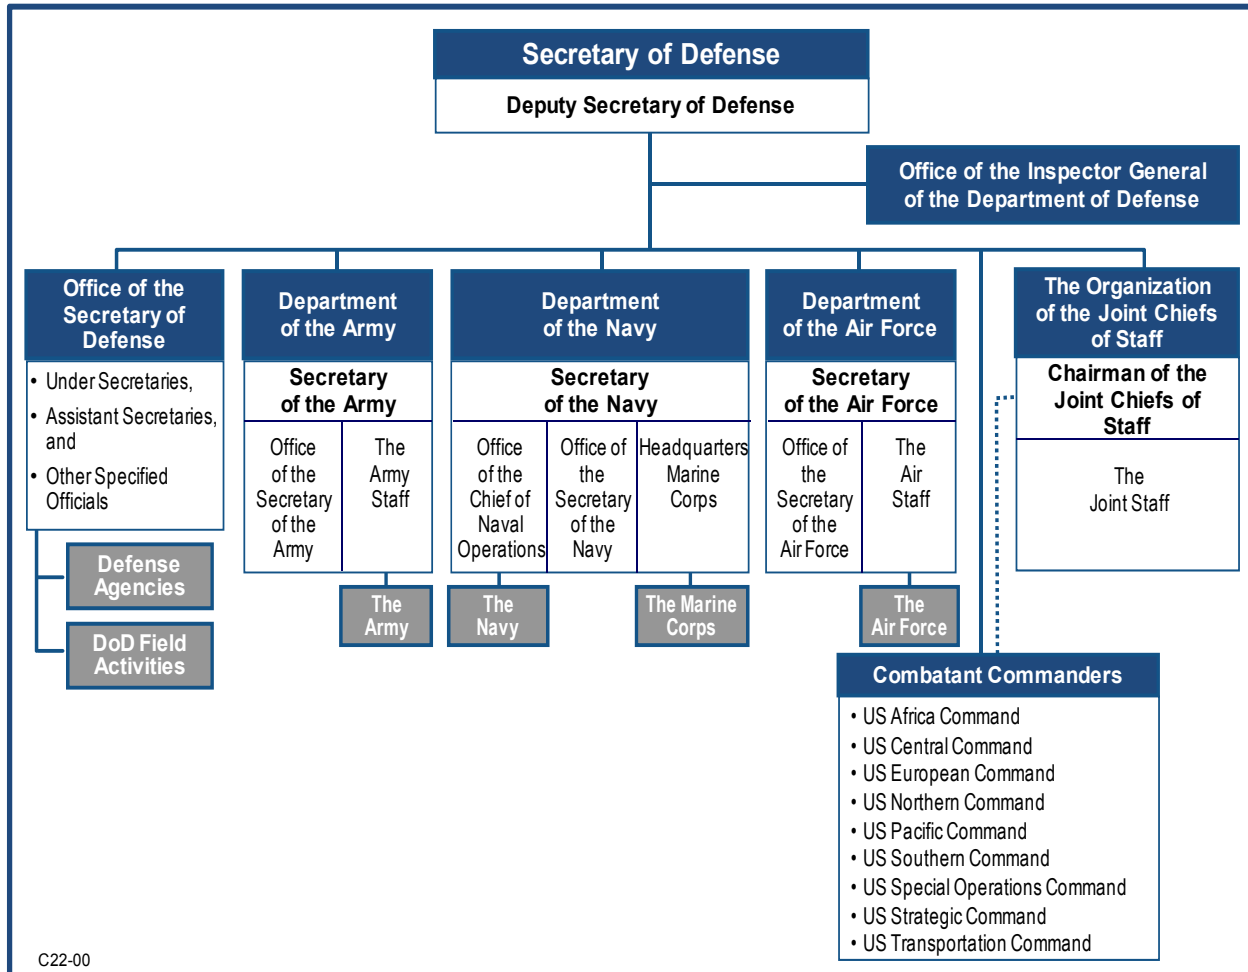 Secretary of Defense
Deputy Secretary of Defense
Office of the Inspector General
of the Department of Defense
Office of the
Secretary of
Defense
• Under Secretaries,
• Assistant Secretaries,
and
• Other Specified
Officials
Defense
Agencies
DoD Field
Activities
Department
of the Army
Secretary
of the Army
Office
of the
Secretary
of the
Army
The
Army
Staff
The
Army
Department
of the Navy
Secretary
of the Navy
Office
of the
Chief of
Naval
Operations
Office of
the
Secretary
of the
Navy
Headquarters
Marine
Corps
The
Navy
The Marine
Corps
Department
of the Air Force
Secretary
of the Air Force
Office of
the
Secretary
of the
Air Force
The
Air
Staff
The
Air Force
The Organization
of the Joint Chiefs
of Staff
Chairman of the
Joint Chiefs of
Staff
The
Joint Staff
Combatant Commanders
• US Africa Command
• US Central Command
• US European Command
• US Northern Command
• US Pacific Command
• US Southern Command
• US Special Operations Command
• US Strategic Command
• US Transportation Command
C22-00